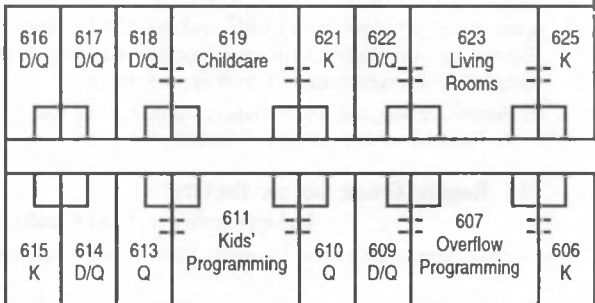 616 617 618 619 621 622 623 625
D/Q D/Q D/Q Childcare K D/Q Living K
Rooms
611 607
615 614 613 Kids' 610 609 Overflow 606
K D/Q Q Programming Q D/Q Programming K